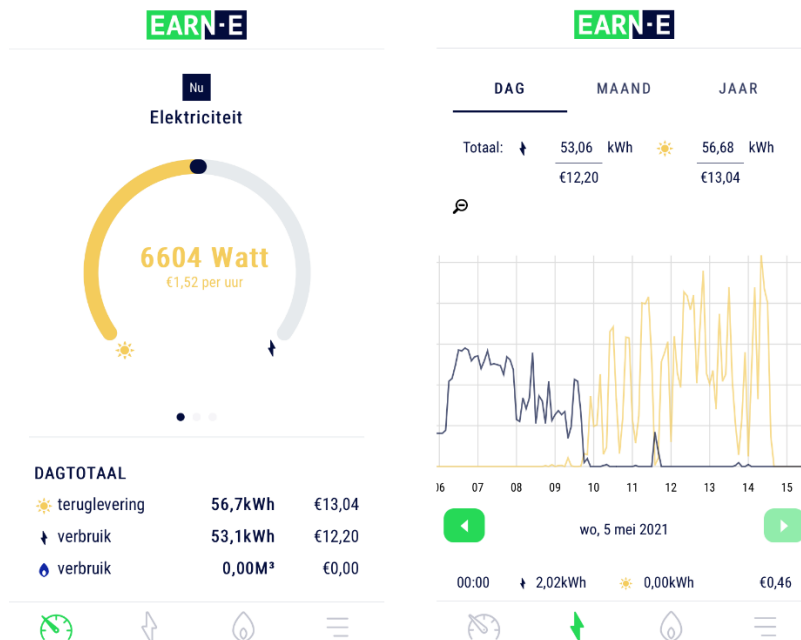 EARN-E
Nu
Elektriciteit
6604 Watt
€1,52 per uur
DAGTOTAAL
teruglevering 56,7kWh €13,04
verbruik 53,1kWh €12,20
verbruik 0,00M³ €0,00
EARN-E
DAG MAAND JAAR
Totaal: 53,06 kWh 56,68 kWh
€12,20 €13,04
06 07 08 09 10 11 12 13 14 15
wo, 5 mei 2021
00:00 2,02kWh 0,00kWh €0,46